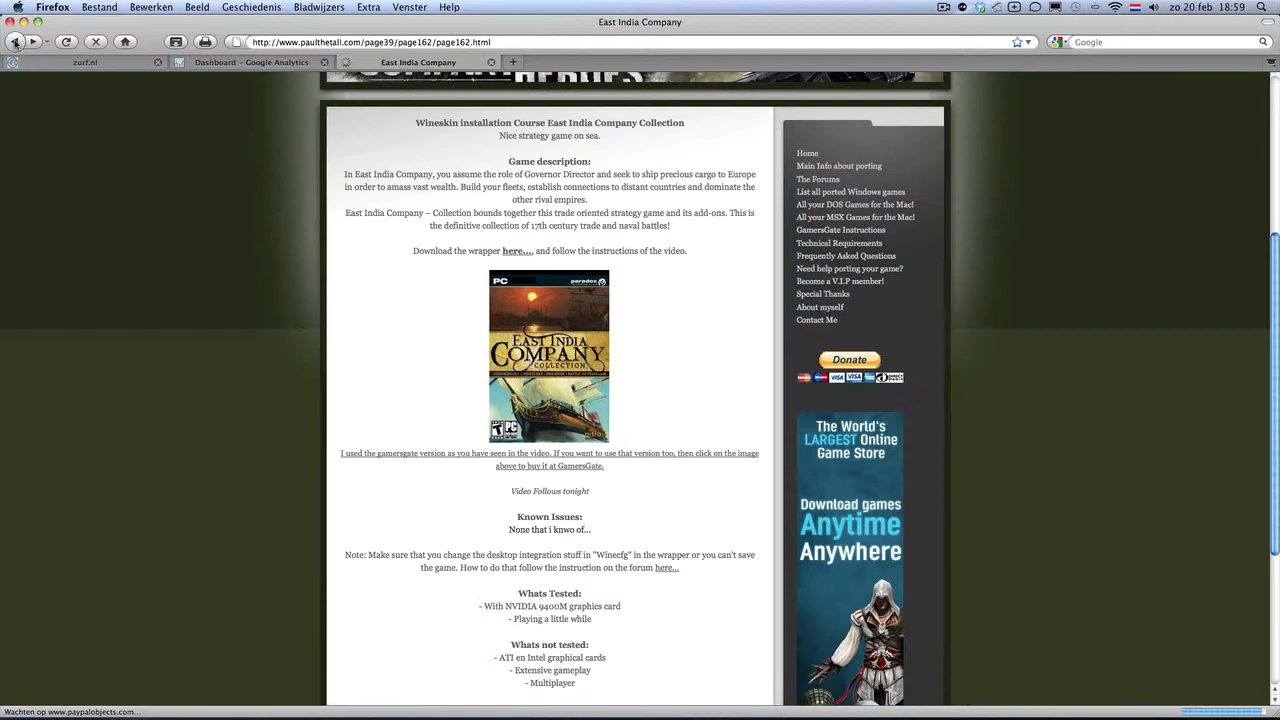 Firefox Bestand Bewerken Beeld Geschiedenis Bladwijzers Extra Venster Help zo 20 feb 18:59
East India Company
http://www.paulthetall.com/page39/page162/page162.html Google
zurf.nl Dashboard - Google Analytics East India Company
HEROES
Wineskin installation Course East India Company Collection
Nice strategy game on sea.
Game description:
In East India Company, you assume the role of Governor Director and seek to ship precious cargo to Europe
in order to amass vast wealth. Build your fleets, establish connections to distant countries and dominate the
other rival empires.
East India Company – Collection bounds together this trade oriented strategy game and its add-ons. This is
the definitive collection of 17th century trade and naval battles!
Download the wrapper here..., and follow the instructions of the video.
PC paradox
EAST INDIA
COMPANY
COLLECTION
T PC nitro
I used the gamersgate version as you have seen in the video. If you want to use that version too, then click on the image
above to buy it at GamersGate.
Video Follows tonight
Known Issues:
None that i knwo of...
Note: Make sure that you change the desktop integration stuff in "Winecfg" in the wrapper or you can't save
the game. How to do that follow the instruction on the forum here...
Whats Tested:
- With NVIDIA 9400M graphics card
- Playing a little while
Whats not tested:
- ATI en Intel graphical cards
- Extensive gameplay
- Multiplayer
Home
Main Info about porting
The Forums
List all ported Windows games
All your DOS Games for the Mac!
All your MSX Games for the Mac!
GamersGate Instructions
Technical Requirements
Frequently Asked Questions
Need help porting your game?
Become a V.I.P member!
Special Thanks
About myself
Contact Me
Donate
VISA
The World's
LARGEST Online
Game Store
Download games
Anytime
Anywhere
Wachten op www.paypalobjects.com...